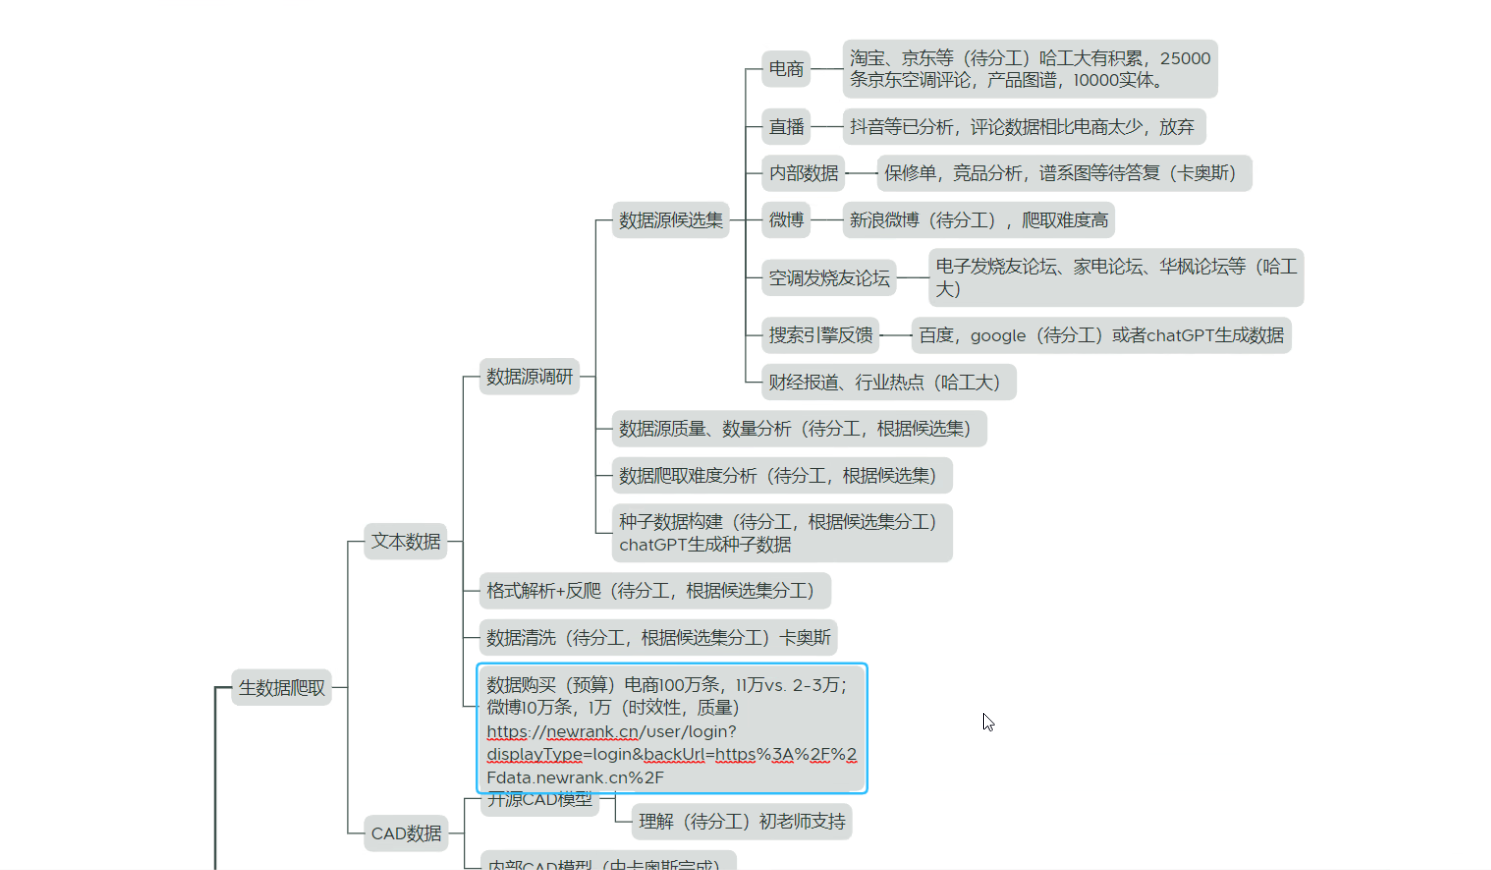 电商
淘宝、京东等（待分工）哈工大有积累，25000
条京东空调评论，产品图谱，10000实体。
直播
抖音等已分析，评论数据相比电商太少，放弃
内部数据
保修单，竞品分析，谱系图等待答复（卡奥斯）
数据源候选集
微博
新浪微博（待分工），爬取难度高
空调发烧友论坛
电子发烧友论坛、家电论坛、华枫论坛等（哈工
大）
搜索引擎反馈
百度，google（待分工）或者chatGPT生成数据
数据源调研
财经报道、行业热点（哈工大）
数据源质量、数量分析（待分工，根据候选集）
数据爬取难度分析（待分工，根据候选集）
种子数据构建（待分工，根据候选集分工）
chatGPT生成种子数据
文本数据
格式解析+反爬（待分工，根据候选集分工）
数据清洗（待分工，根据候选集分工）卡奥斯
生数据爬取
数据购买（预算）电商100万条，11万vs. 2-3万；
微博10万条，1万（时效性，质量）
https://newrank.cn/user/login?
displayType=login&backUrl=https%3A%2F%2
Fdata.newrank.cn%2F
开源CAD模型
理解（待分工）初老师支持
CAD数据
内部CAD模型（由卡奥斯完成）